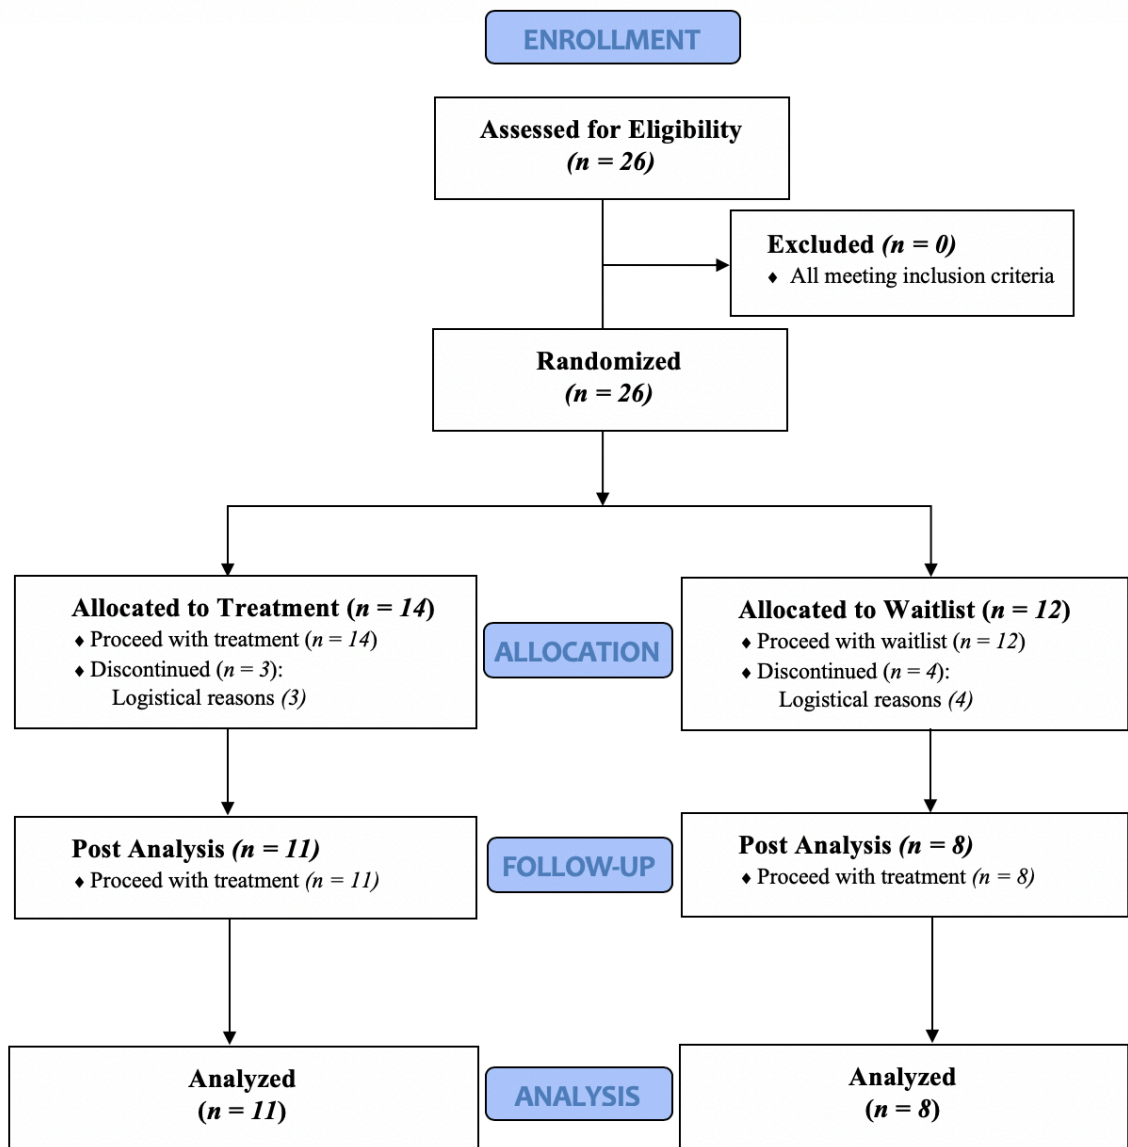 ENROLLMENT
Assessed for Eligibility
(n = 26)
Excluded (n = 0)
♦ All meeting inclusion criteria
Randomized
(n = 26)
Allocated to Treatment (n = 14)
♦ Proceed with treatment (n = 14)
♦ Discontinued (n = 3):
Logistical reasons (3)
ALLOCATION
Allocated to Waitlist (n = 12)
♦ Proceed with waitlist (n = 12)
♦ Discontinued (n = 4):
Logistical reasons (4)
Post Analysis (n = 11)
♦ Proceed with treatment (n = 11)
FOLLOW-UP
Post Analysis (n = 8)
♦ Proceed with treatment (n = 8)
Analyzed
(n = 11)
ANALYSIS
Analyzed
(n = 8)